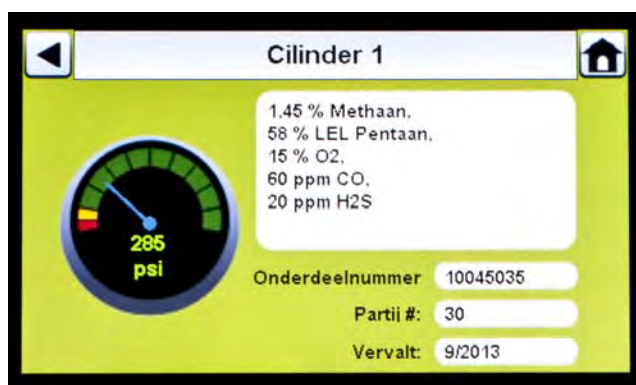 Cilinder 1
1,45 % Methaan,
58 % LEL Pentaan,
15 % O2,
60 ppm CO,
20 ppm H2S
285
psi
Onderdeelnummer 10045035
Partij #: 30
Vervalt: 9/2013